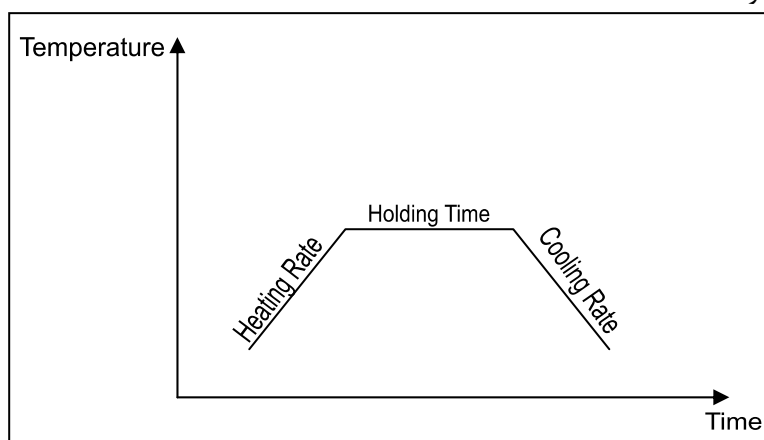 Temperature
Holding Time
Heating Rate
Cooling Rate
Time